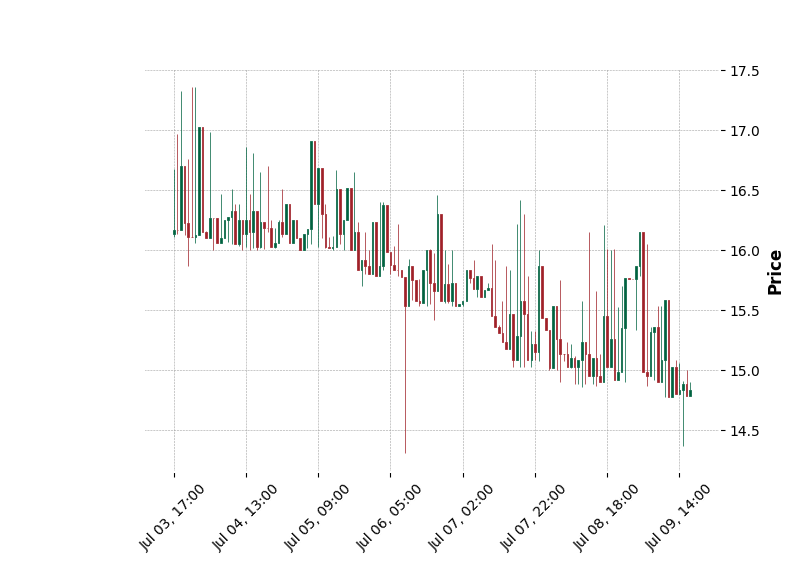 17.5
17.0
16.5
16.0
15.5
15.0
14.5
Price
Jul 03, 17:00
Jul 04, 13:00
Jul 05, 09:00
Jul 06, 05:00
Jul 07, 02:00
Jul 07, 22:00
Jul 08, 18:00
Jul 09, 14:00